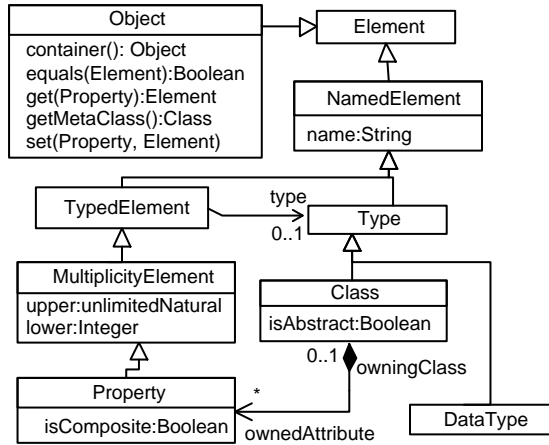 Object
container(): Object
equals(Element):Boolean
get(Property):Element
getMetaClass():Class
set(Property, Element)
Element
NamedElement
name:String
TypedElement
type
0..1
Type
MultiplicityElement
upper:unlimitedNatural
lower:Integer
Class
isAbstract:Boolean
0..1
owningClass
Property
isComposite:Boolean
*
ownedAttribute
DataType